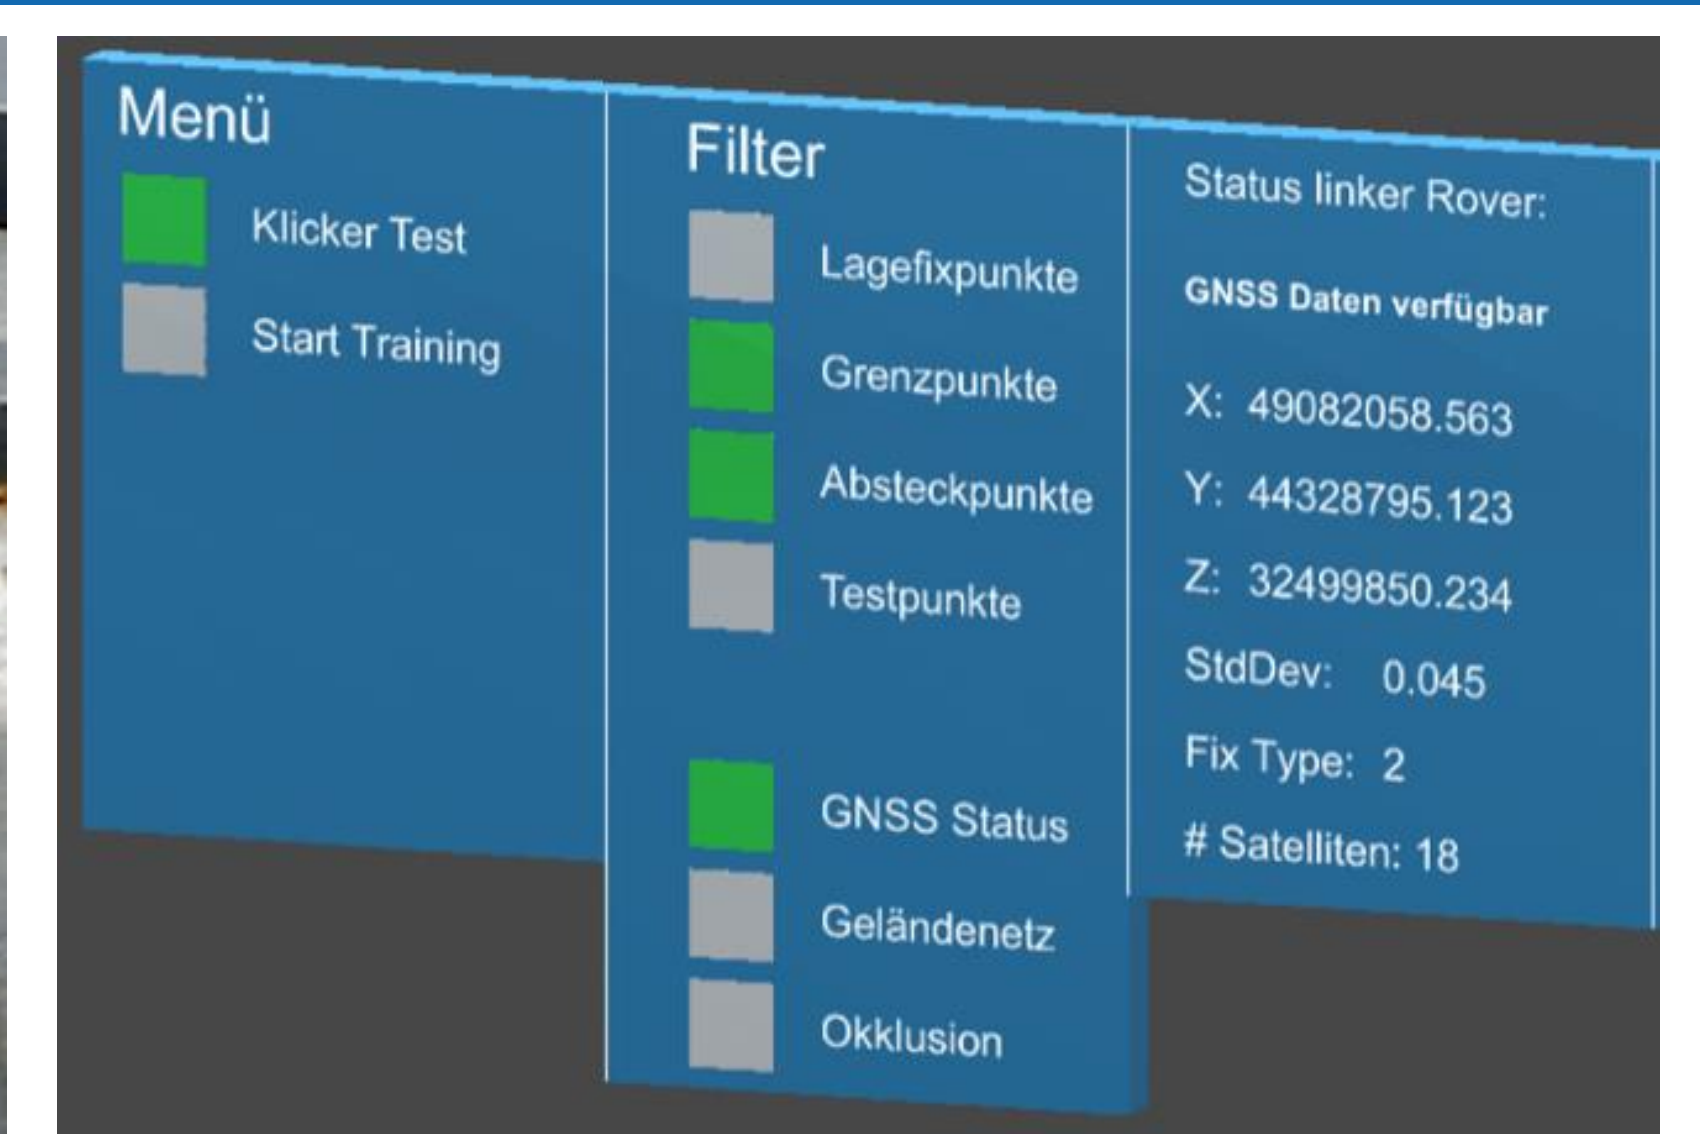 Menü
Klicker Test
Start Training
Filter
Lagefixpunkte
Grenzpunkte
Absteckpunkte
Testpunkte
GNSS Status
Geländenetz
Okklusion
Status linker Rover:
GNSS Daten verfügbar
X: 49082058.563
Y: 44328795.123
Z: 32499850.234
StdDev: 0.045
Fix Type: 2
# Satelliten: 18